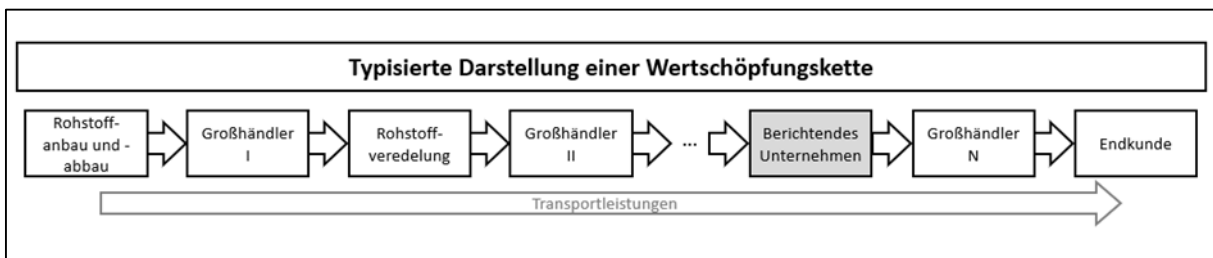 Typisierte Darstellung einer Wertschöpfungskette
Rohstoff-
anbau und -
abbau
Großhändler
I
Rohstoff-
veredelung
Großhändler
II
...
Berichtendes
Unternehmen
Großhändler
N
Endkunde
Transportleistungen